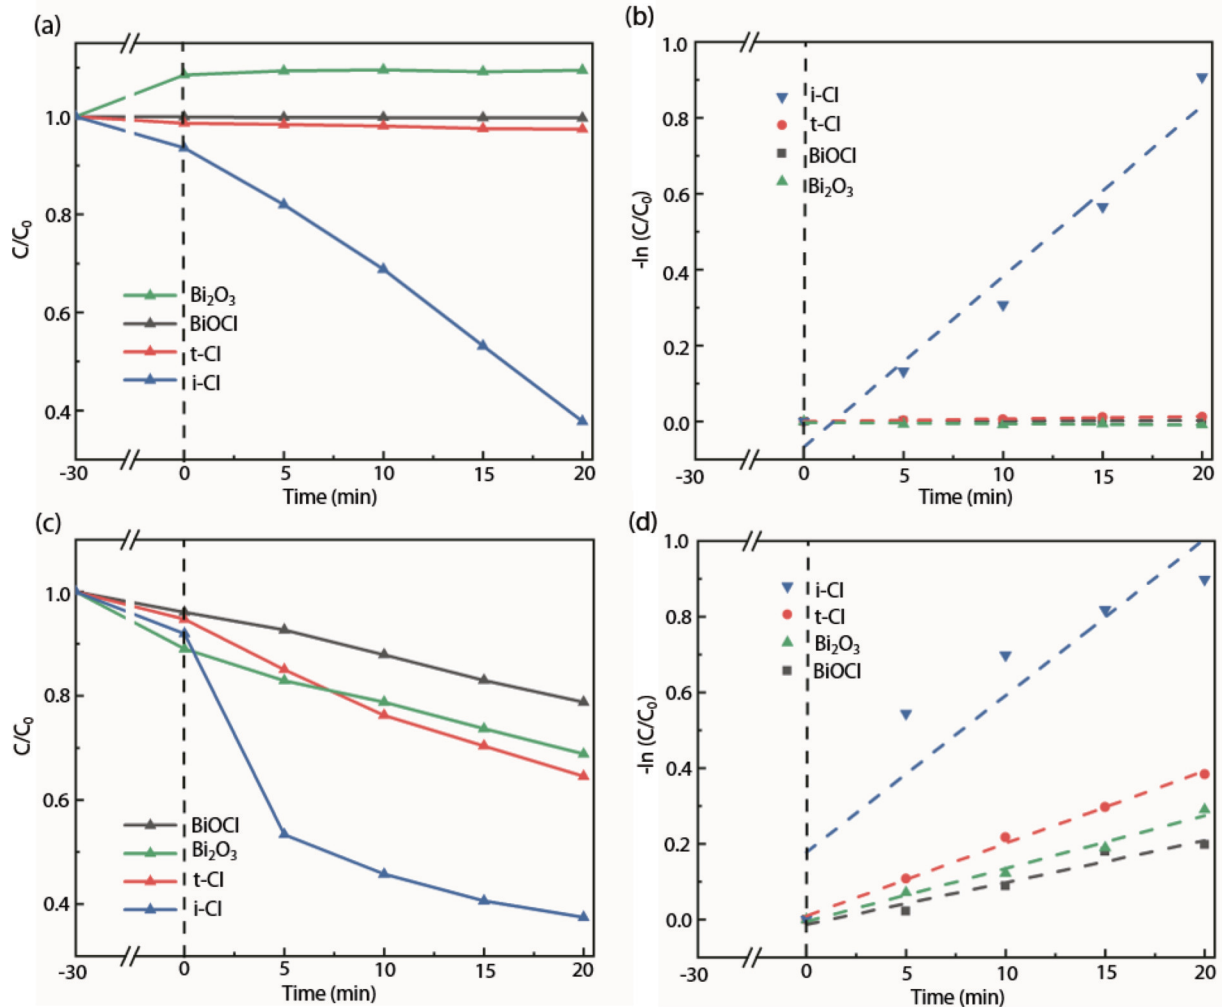 (a)
C/C₀
1.0
0.8
0.6
0.4
Bi₂O₃
BiOCl
t-Cl
i-Cl
-30 0 5 10 15 20
Time (min)
(b)
-ln (C/C₀)
1.0
0.8
0.6
0.4
0.2
0.0
i-Cl
t-Cl
BiOCl
Bi₂O₃
-30 0 5 10 15 20
Time (min)
(c)
C/C₀
1.0
0.8
0.6
0.4
BiOCl
Bi₂O₃
t-Cl
i-Cl
-30 0 5 10 15 20
Time (min)
(d)
-ln (C/C₀)
1.0
0.8
0.6
0.4
0.2
0.0
i-Cl
t-Cl
Bi₂O₃
BiOCl
-30 0 5 10 15 20
Time (min)